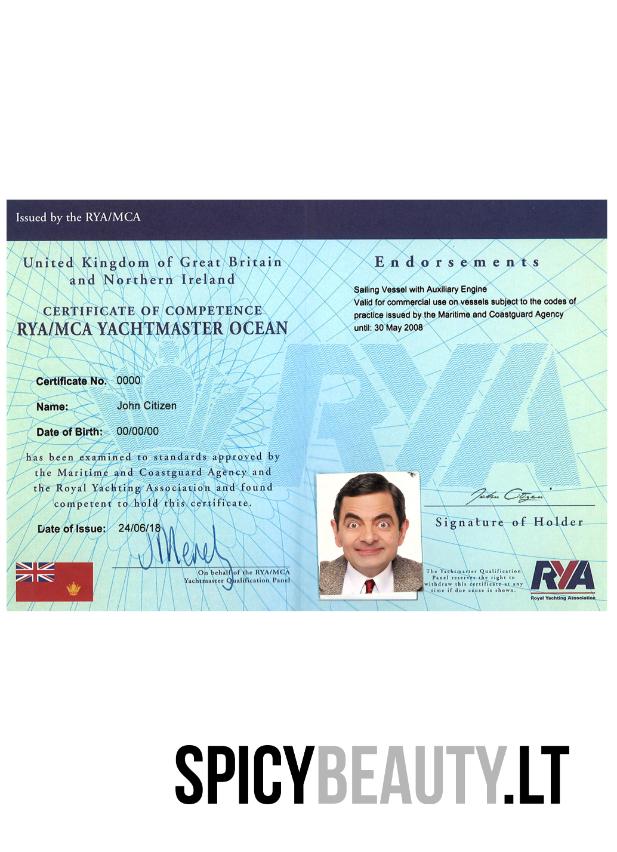 Issued by the RYA/MCA
United Kingdom of Great Britain
and Northern Ireland
CERTIFICATE OF COMPETENCE
RYA/MCA YACHTMASTER OCEAN
Certificate No. 0000
Name: John Citizen
Date of Birth: 00/00/00
has been examined to standards approved by
the Maritime and Coastguard Agency and
the Royal Yachting Association and found
competent to hold this certificate.
Date of Issue: 24/06/18
On behalf of the RYA/MCA
Yachtmaster Qualification Panel
Endorsements
Sailing Vessel with Auxiliary Engine
Valid for commercial use on vessels subject to the codes of
practice issued by the Maritime and Coastguard Agency
until: 30 May 2008
RYA
John Citizen
Signature of Holder
The Yachtmaster Qualification
Panel reserves the right to
withdraw this certificate at any
time if due cause is shown.
RYA
Royal Yachting Association
SPICYBEAUTY.LT